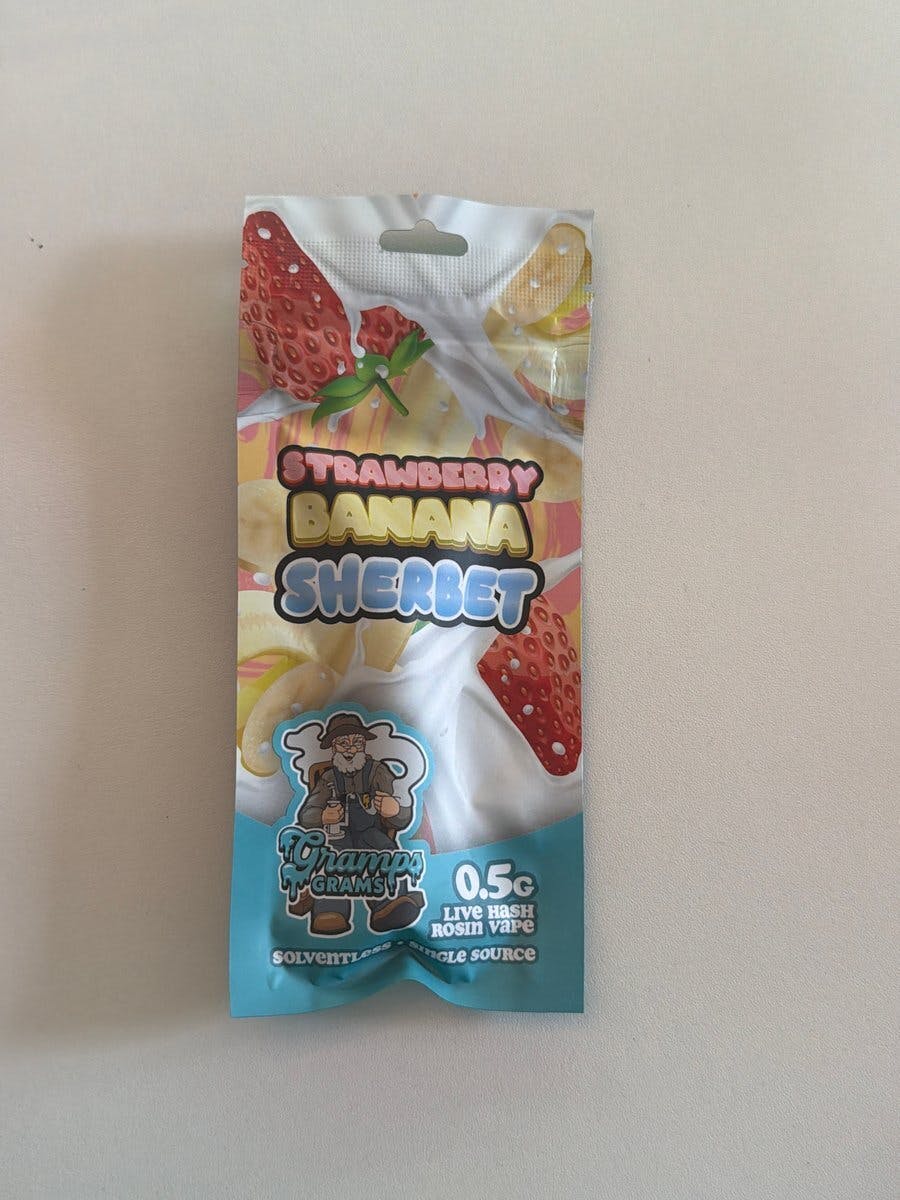 STRAWBERRY
BANANA
SHERBET
Gramps
GRAMS
0.5G
LIVE HASH
ROSIN VAPE
SOLVENTLESS • SINGLE SOURCE